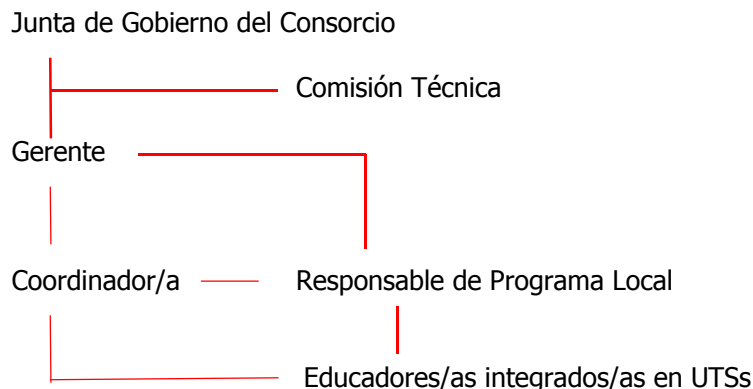 Junta de Gobierno del Consorcio
Comisión Técnica
Gerente
Coordinador/a
Responsable de Programa Local
Educadores/as integrados/as en UTSs